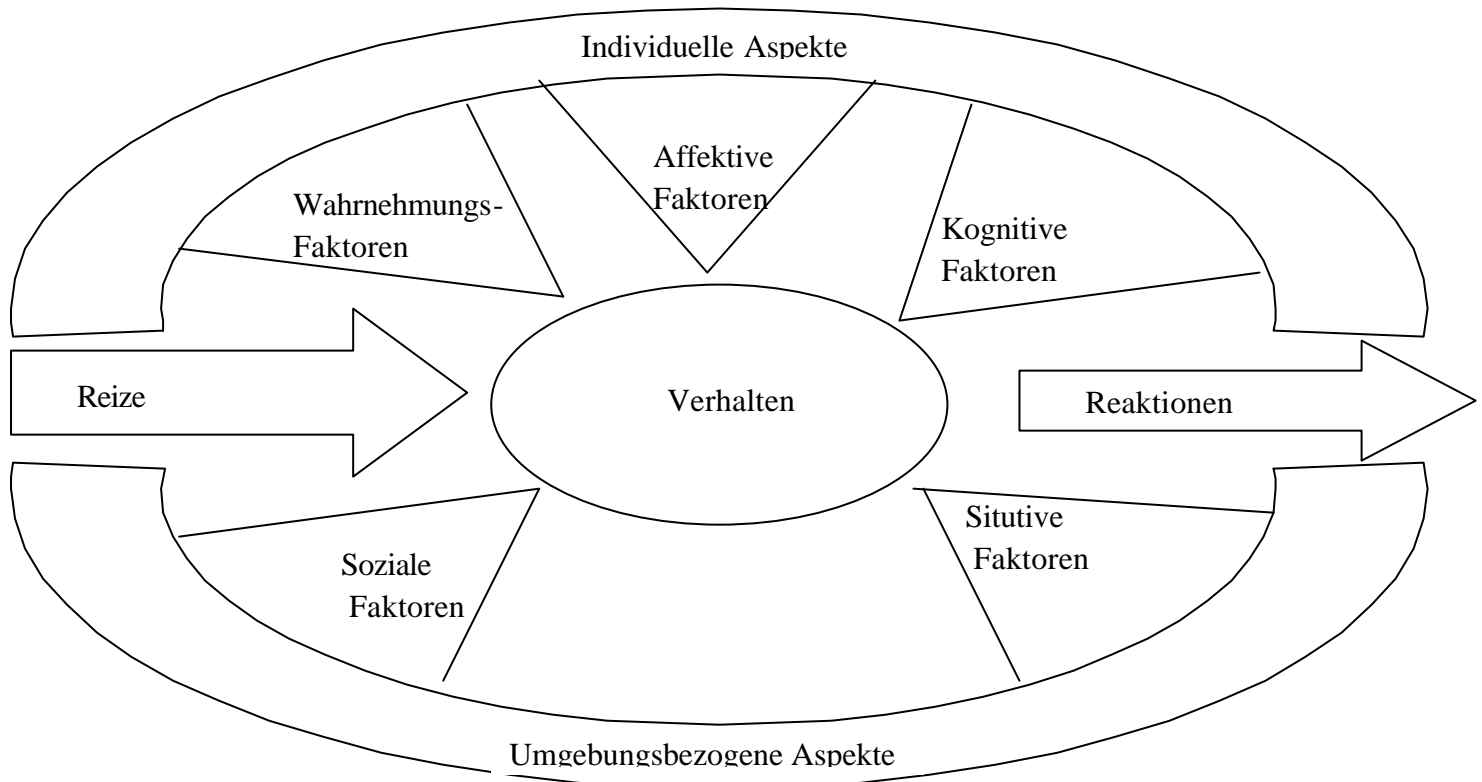 Individuelle Aspekte
Affektive
Faktoren
Wahrnehmungs-
Faktoren
Kognitive
Faktoren
Reize
Verhalten
Reaktionen
Soziale
Faktoren
Situtive
Faktoren
Umgebungsbezogene Aspekte